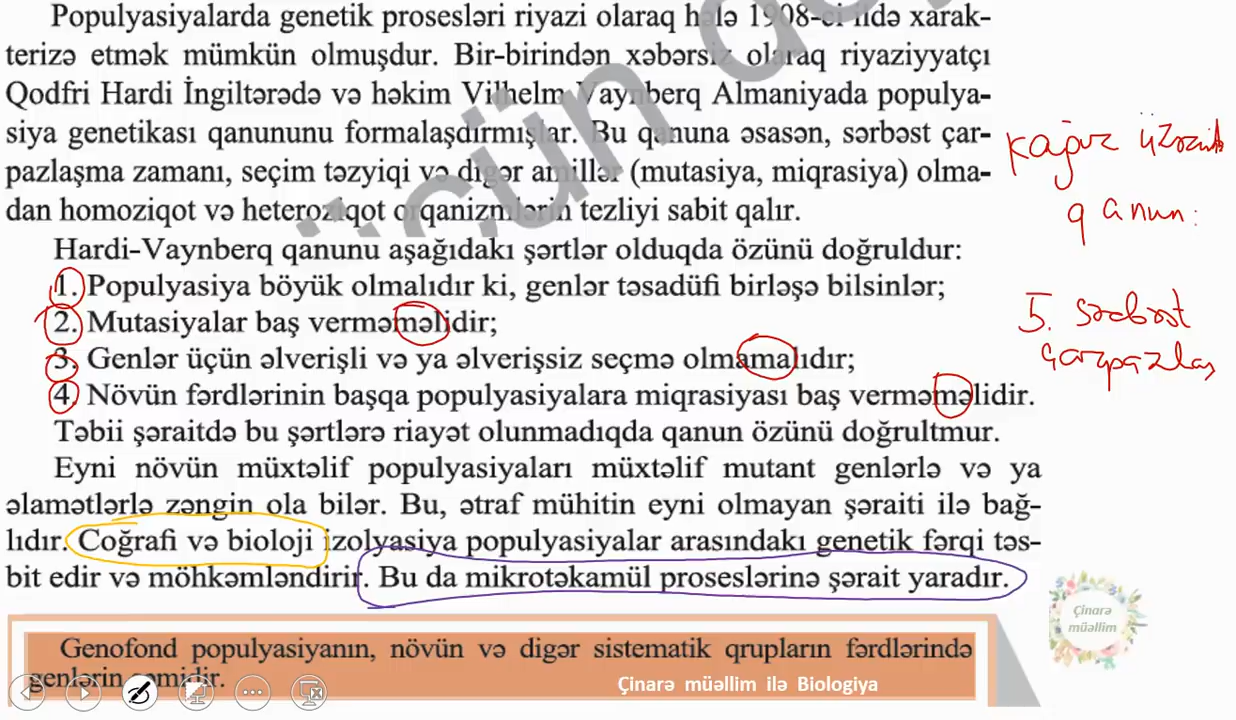 Populyasiyalarda genetik prosesləri riyazi olaraq hələ 1908-ci ildə xarak-
terizə etmək mümkün olmuşdur. Bir-birindən xəbərsiz olaraq riyaziyyatçı
Qodfri Hardi İngiltərədə və həkim Vilhelm Vaynberq Almaniyada populya-
siya genetikası qanununu formalaşdırmışlar. Bu qanuna əsasən, sərbəst çar-
pazlaşma zamanı, seçim təzyiqi və digər amillər (mutasiya, miqrasiya) olma-
dan homoziqot və heteroziqot orqanizmlərin tezliyi sabit qalır.
Hardi-Vaynberq qanunu aşağıdakı şərtlər olduqda özünü doğruldur:
1. Populyasiya böyük olmalıdır ki, genlər təsadüfi birləşə bilsinlər;
2. Mutasiyalar baş verməməlidir;
3. Genlər üçün əlverişli və ya əlverişsiz seçmə olmamalıdır;
4. Növün fərdlərinin başqa populyasiyalara miqrasiyası baş verməməlidir.
Təbii şəraitdə bu şərtlərə riayət olunmadıqda qanun özünü doğrultmur.
Eyni növün müxtəlif populyasiyaları müxtəlif mutant genlərlə və ya
əlamətlərlə zəngin ola bilər. Bu, ətraf mühitin eyni olmayan şəraiti ilə bağ-
lıdır. Coğrafi və bioloji izolyasiya populyasiyalar arasındakı genetik fərqi təs-
bit edir və möhkəmləndirir. Bu da mikrotəkamül proseslərinə şərait yaradır.
Genofond populyasiyanın, növün və digər sistematik qrupların fərdlərində
genlərin cəmidir.
Çinarə müəllim ilə Biologiya
Çinarə
müəllim
kağız
qanun:
5. sərbəst
çarpazlaş
üçün